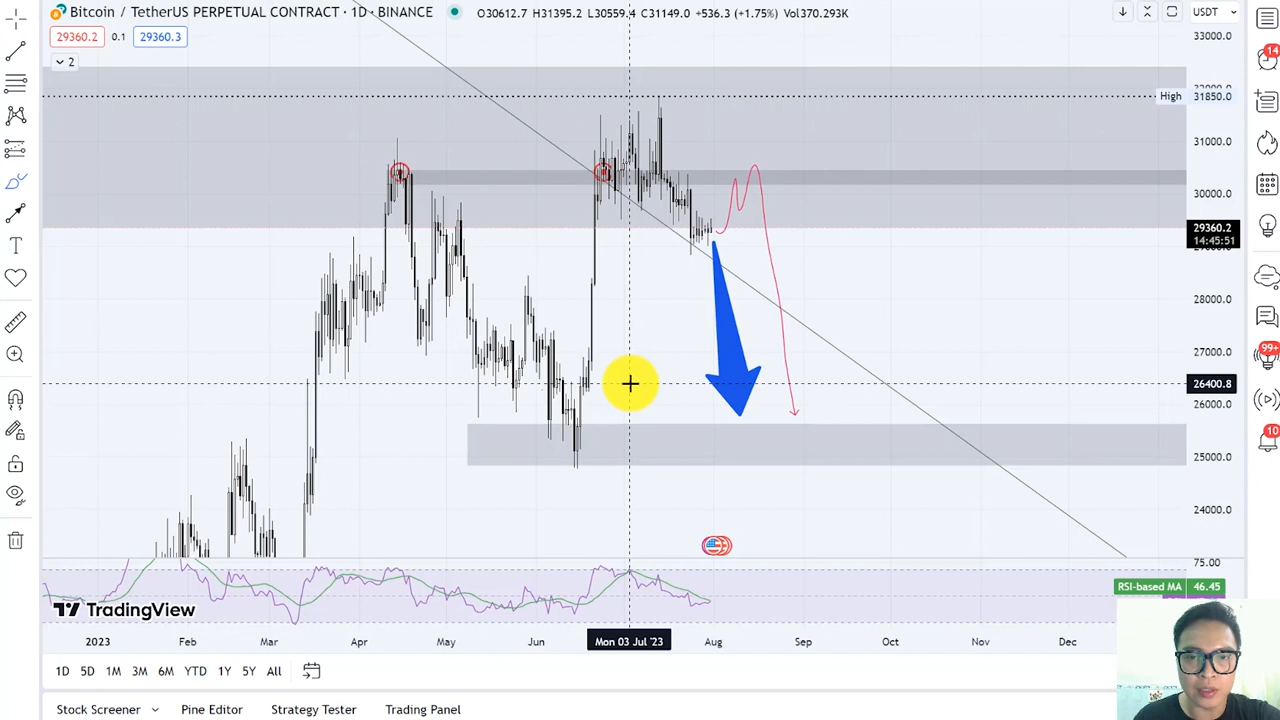 Bitcoin / TetherUS PERPETUAL CONTRACT · 1D · BINANCE
O30612.7 H31395.2 L30559.4 C31149.0 +536.3 (+1.75%) Vol370.293K
USDT
29360.2 0.1 29360.3
2
33000.0
High 31850.0
31000.0
30000.0
29360.2
14:45:51
28000.0
27000.0
26400.8
26000.0
25000.0
24000.0
75.00
RSI-based MA 46.45
TradingView
2023 Feb Mar Apr May Jun Mon 03 Jul '23 Aug Sep Oct Nov Dec
1D 5D 1M 3M 6M YTD 1Y 5Y All
Stock Screener Pine Editor Strategy Tester Trading Panel
14
99+
10